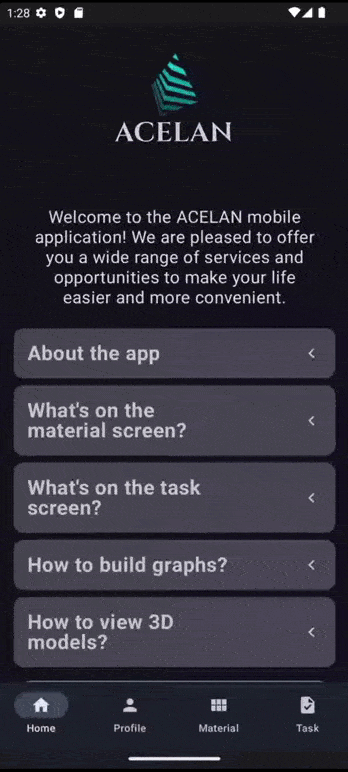 1:28
ACELAN
Welcome to the ACELAN mobile
application! We are pleased to offer
you a wide range of services and
opportunities to make your life
easier and more convenient.
About the app
What's on the
material screen?
What's on the task
screen?
How to build graphs?
How to view 3D
models?
Home
Profile
Material
Task